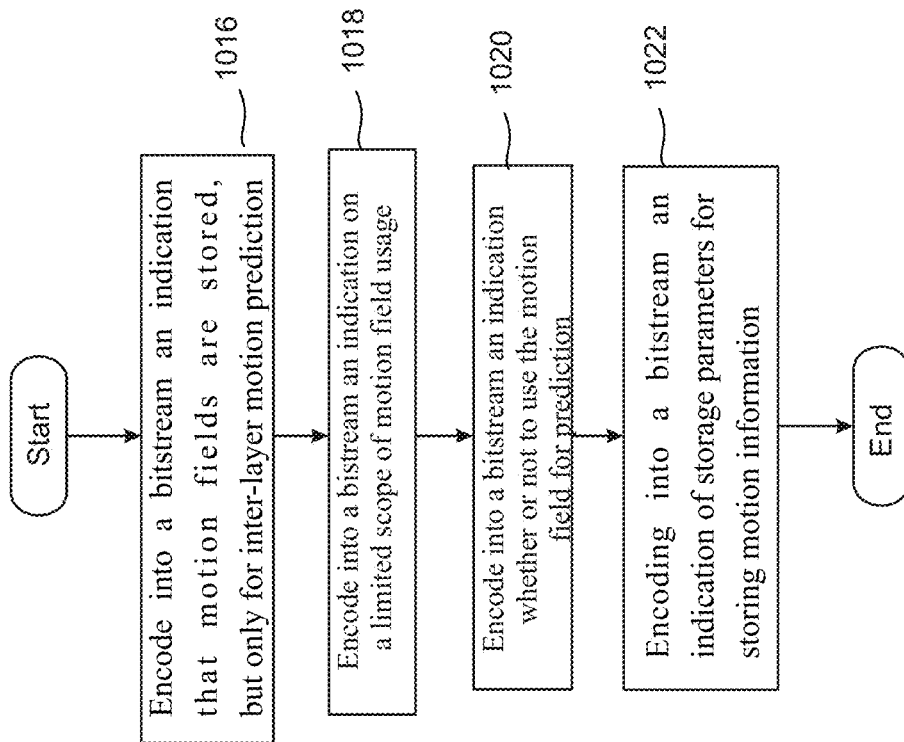 Start
Encode into a bitstream an indication
that motion fields are stored,
but only for inter-layer motion prediction
1016
Encode into a bistream an indication on
a limited scope of motion field usage
1018
Encode into a bitstream an indication
whether or not to use the motion
field for prediction
1020
Encoding into a bitstream an
indication of storage parameters for
storing motion information
1022
End